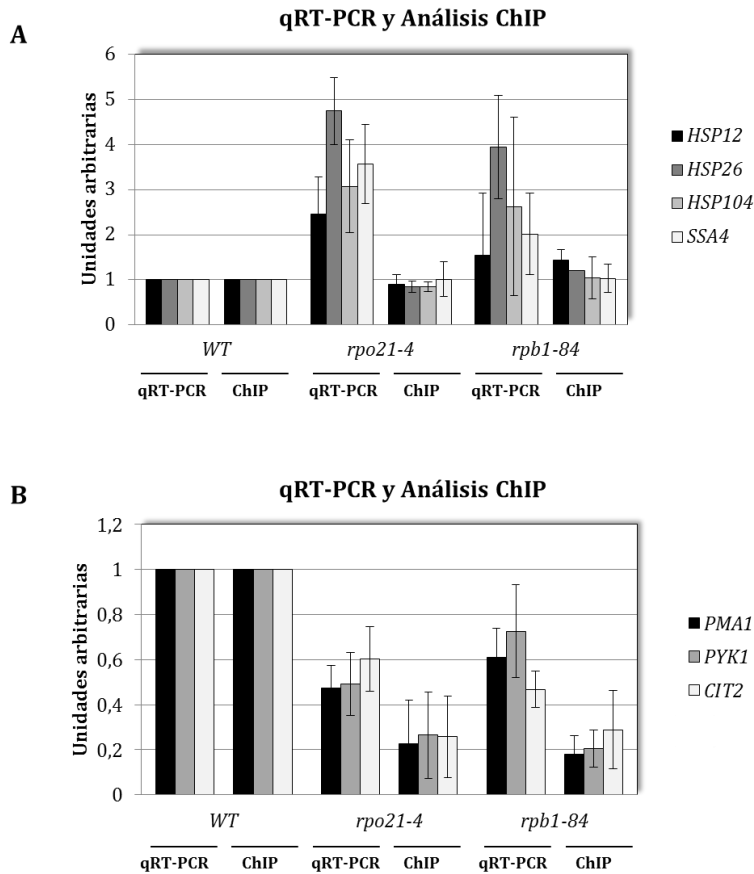 A
qRT-PCR y Análisis ChIP
Unidades arbitrarias
6
5
4
3
2
1
0
HSP12
HSP26
HSP104
SSA4
WT
rpo21-4
rpb1-84
qRT-PCR
ChIP
qRT-PCR
ChIP
qRT-PCR
ChIP
B
qRT-PCR y Análisis ChIP
Unidades arbitrarias
1,2
1
0,8
0,6
0,4
0,2
0
PMA1
PYK1
CIT2
WT
rpo21-4
rpb1-84
qRT-PCR
ChIP
qRT-PCR
ChIP
qRT-PCR
ChIP